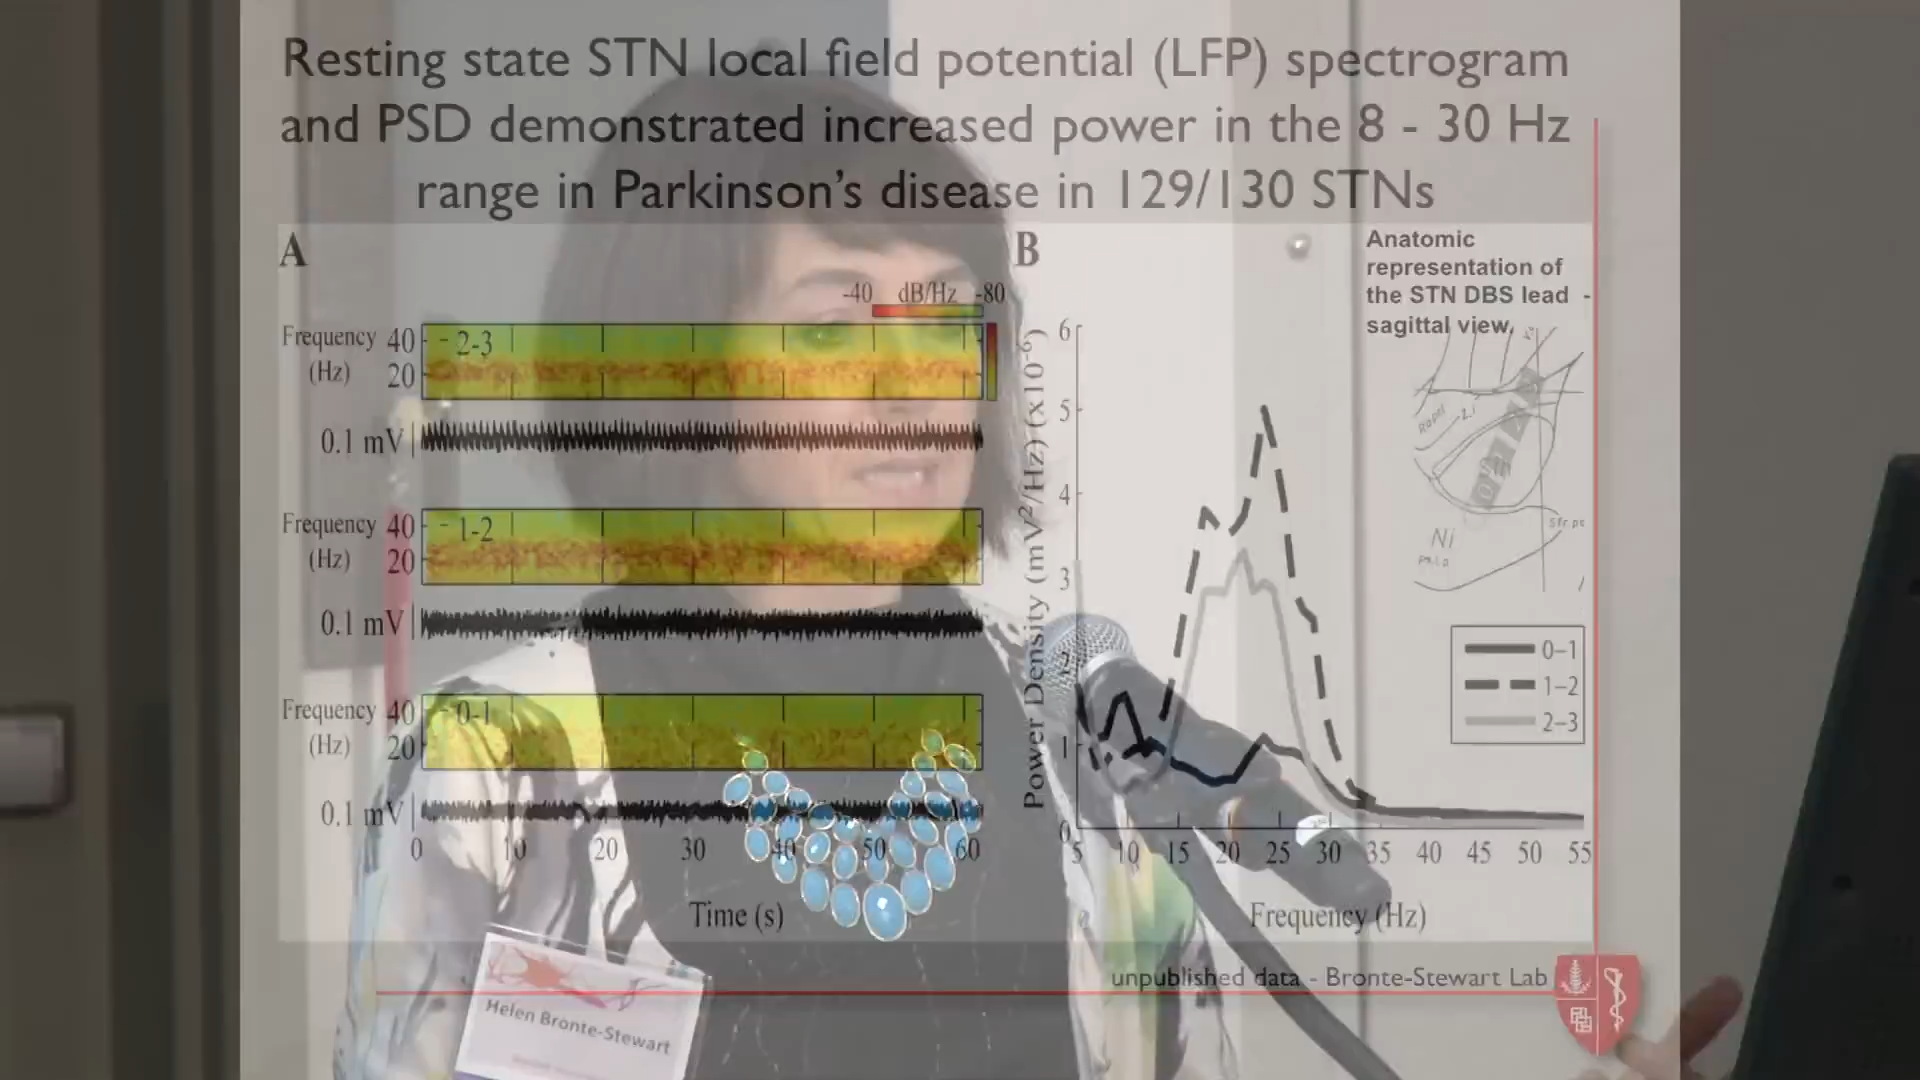 Resting state STN local field potential (LFP) spectrogram
and PSD demonstrated increased power in the 8 - 30 Hz
range in Parkinson's disease in 129/130 STNs
A
-40 dB/Hz -80
Frequency 40
(Hz) 20
2-3
0.1 mV
Frequency 40
(Hz) 20
1-2
0.1 mV
Frequency 40
(Hz) 20
0-1
0.1 mV
0 10 20 30 40 50 60
Time (s)
B
Power Density (mV²/Hz) (x10⁻⁶)
6
5
4
3
2
1
0
5 10 15 20 25 30 35 40 45 50 55
Frequency (Hz)
Anatomic
representation of
the STN DBS lead -
sagittal view.
Ni
0–1
1–2
2–3
unpublished data - Bronte-Stewart Lab
Helen Bronte-Stewart